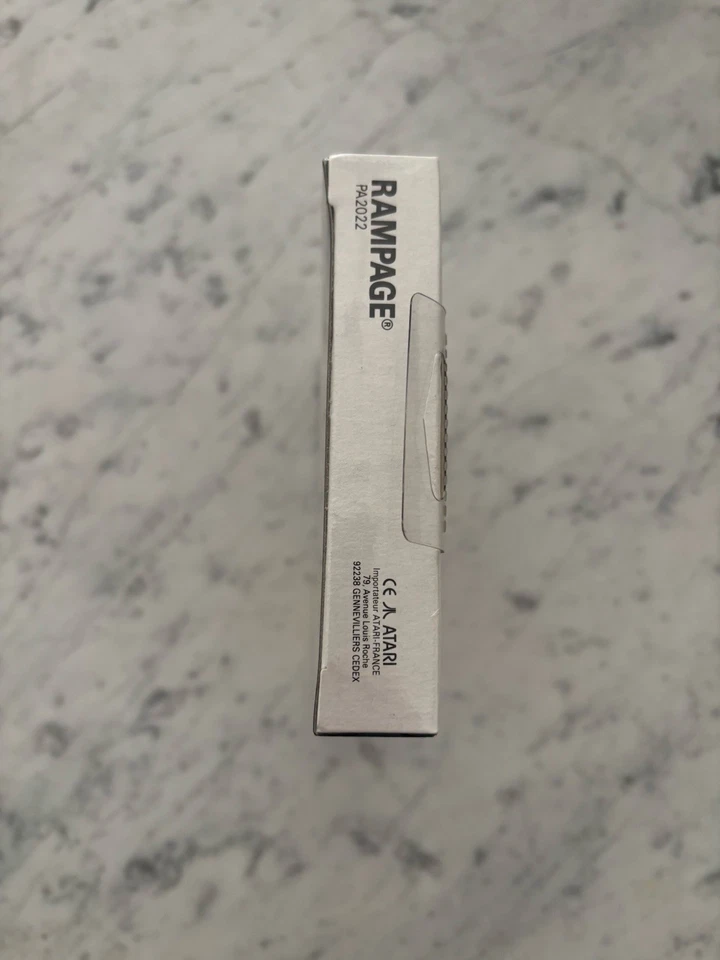 RAMPAGE®
PA2022
CE ATARI
Importateur ATARI-FRANCE
79, Avenue Louis Roche
92238 GENNEVILLIERS CEDEX